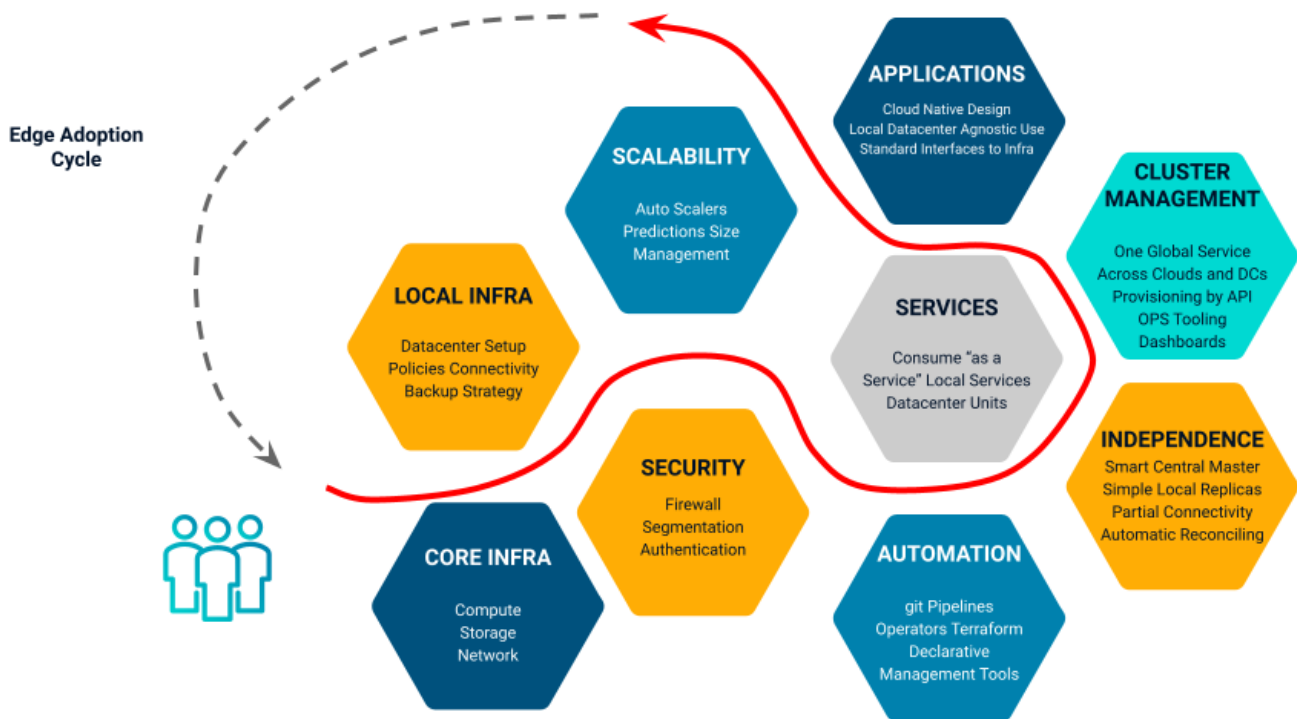 Edge Adoption
Cycle
APPLICATIONS
Cloud Native Design
Local Datacenter Agnostic Use
Standard Interfaces to Infra
SCALABILITY
Auto Scalers
Predictions Size
Management
CLUSTER
MANAGEMENT
One Global Service
Across Clouds and DCs
Provisioning by API
OPS Tooling
Dashboards
LOCAL INFRA
Datacenter Setup
Policies Connectivity
Backup Strategy
SERVICES
Consume “as a
Service” Local Services
Datacenter Units
SECURITY
Firewall
Segmentation
Authentication
INDEPENDENCE
Smart Central Master
Simple Local Replicas
Partial Connectivity
Automatic Reconciling
CORE INFRA
Compute
Storage
Network
AUTOMATION
git Pipelines
Operators Terraform
Declarative
Management Tools